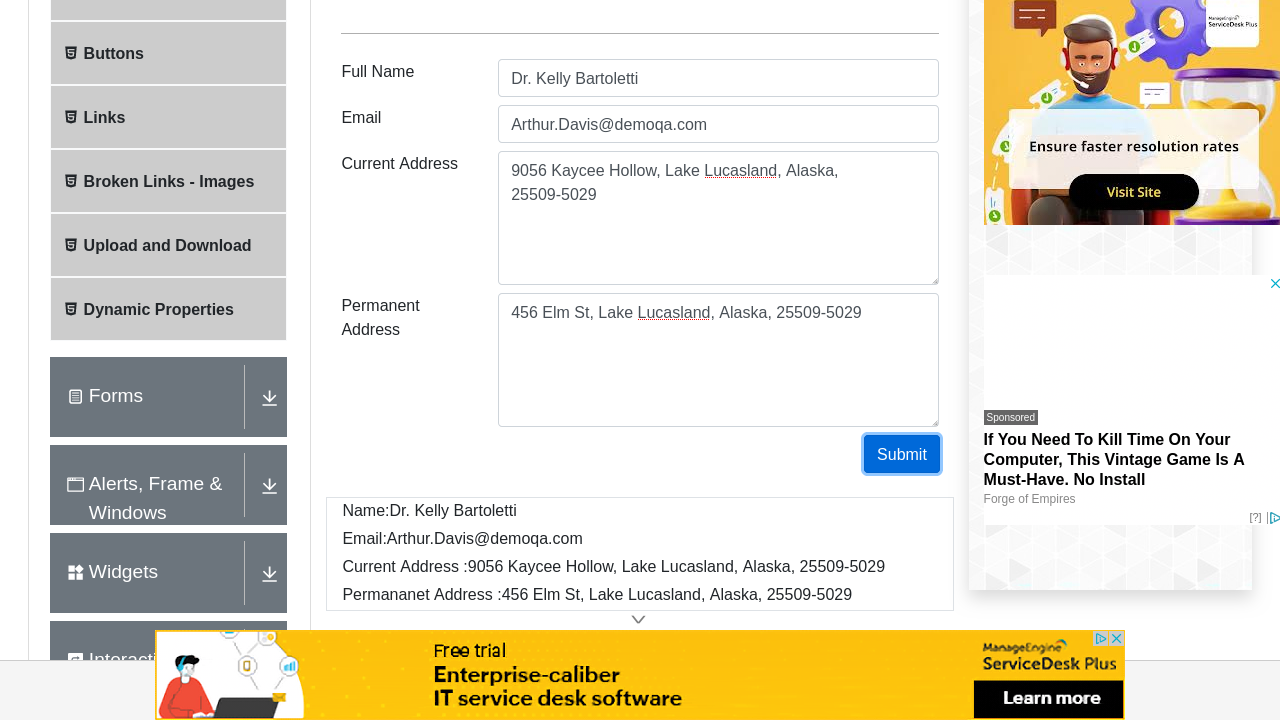 Buttons
Links
Broken Links - Images
Upload and Download
Dynamic Properties
Forms
Alerts, Frame &
Windows
Widgets
Full Name
Dr. Kelly Bartoletti
Email
Arthur.Davis@demoqa.com
Current Address
9056 Kaycee Hollow, Lake Lucasland, Alaska,
25509-5029
Permanent
Address
456 Elm St, Lake Lucasland, Alaska, 25509-5029
Submit
Name:Dr. Kelly Bartoletti
Email:Arthur.Davis@demoqa.com
Current Address :9056 Kaycee Hollow, Lake Lucasland, Alaska, 25509-5029
Permananet Address :456 Elm St, Lake Lucasland, Alaska, 25509-5029
ManageEngine
ServiceDesk Plus
Ensure faster resolution rates
Visit Site
Sponsored
If You Need To Kill Time On Your
Computer, This Vintage Game Is A
Must-Have. No Install
Forge of Empires
[?]
Free trial
Enterprise-caliber
IT service desk software
ManageEngine
ServiceDesk Plus
Learn more